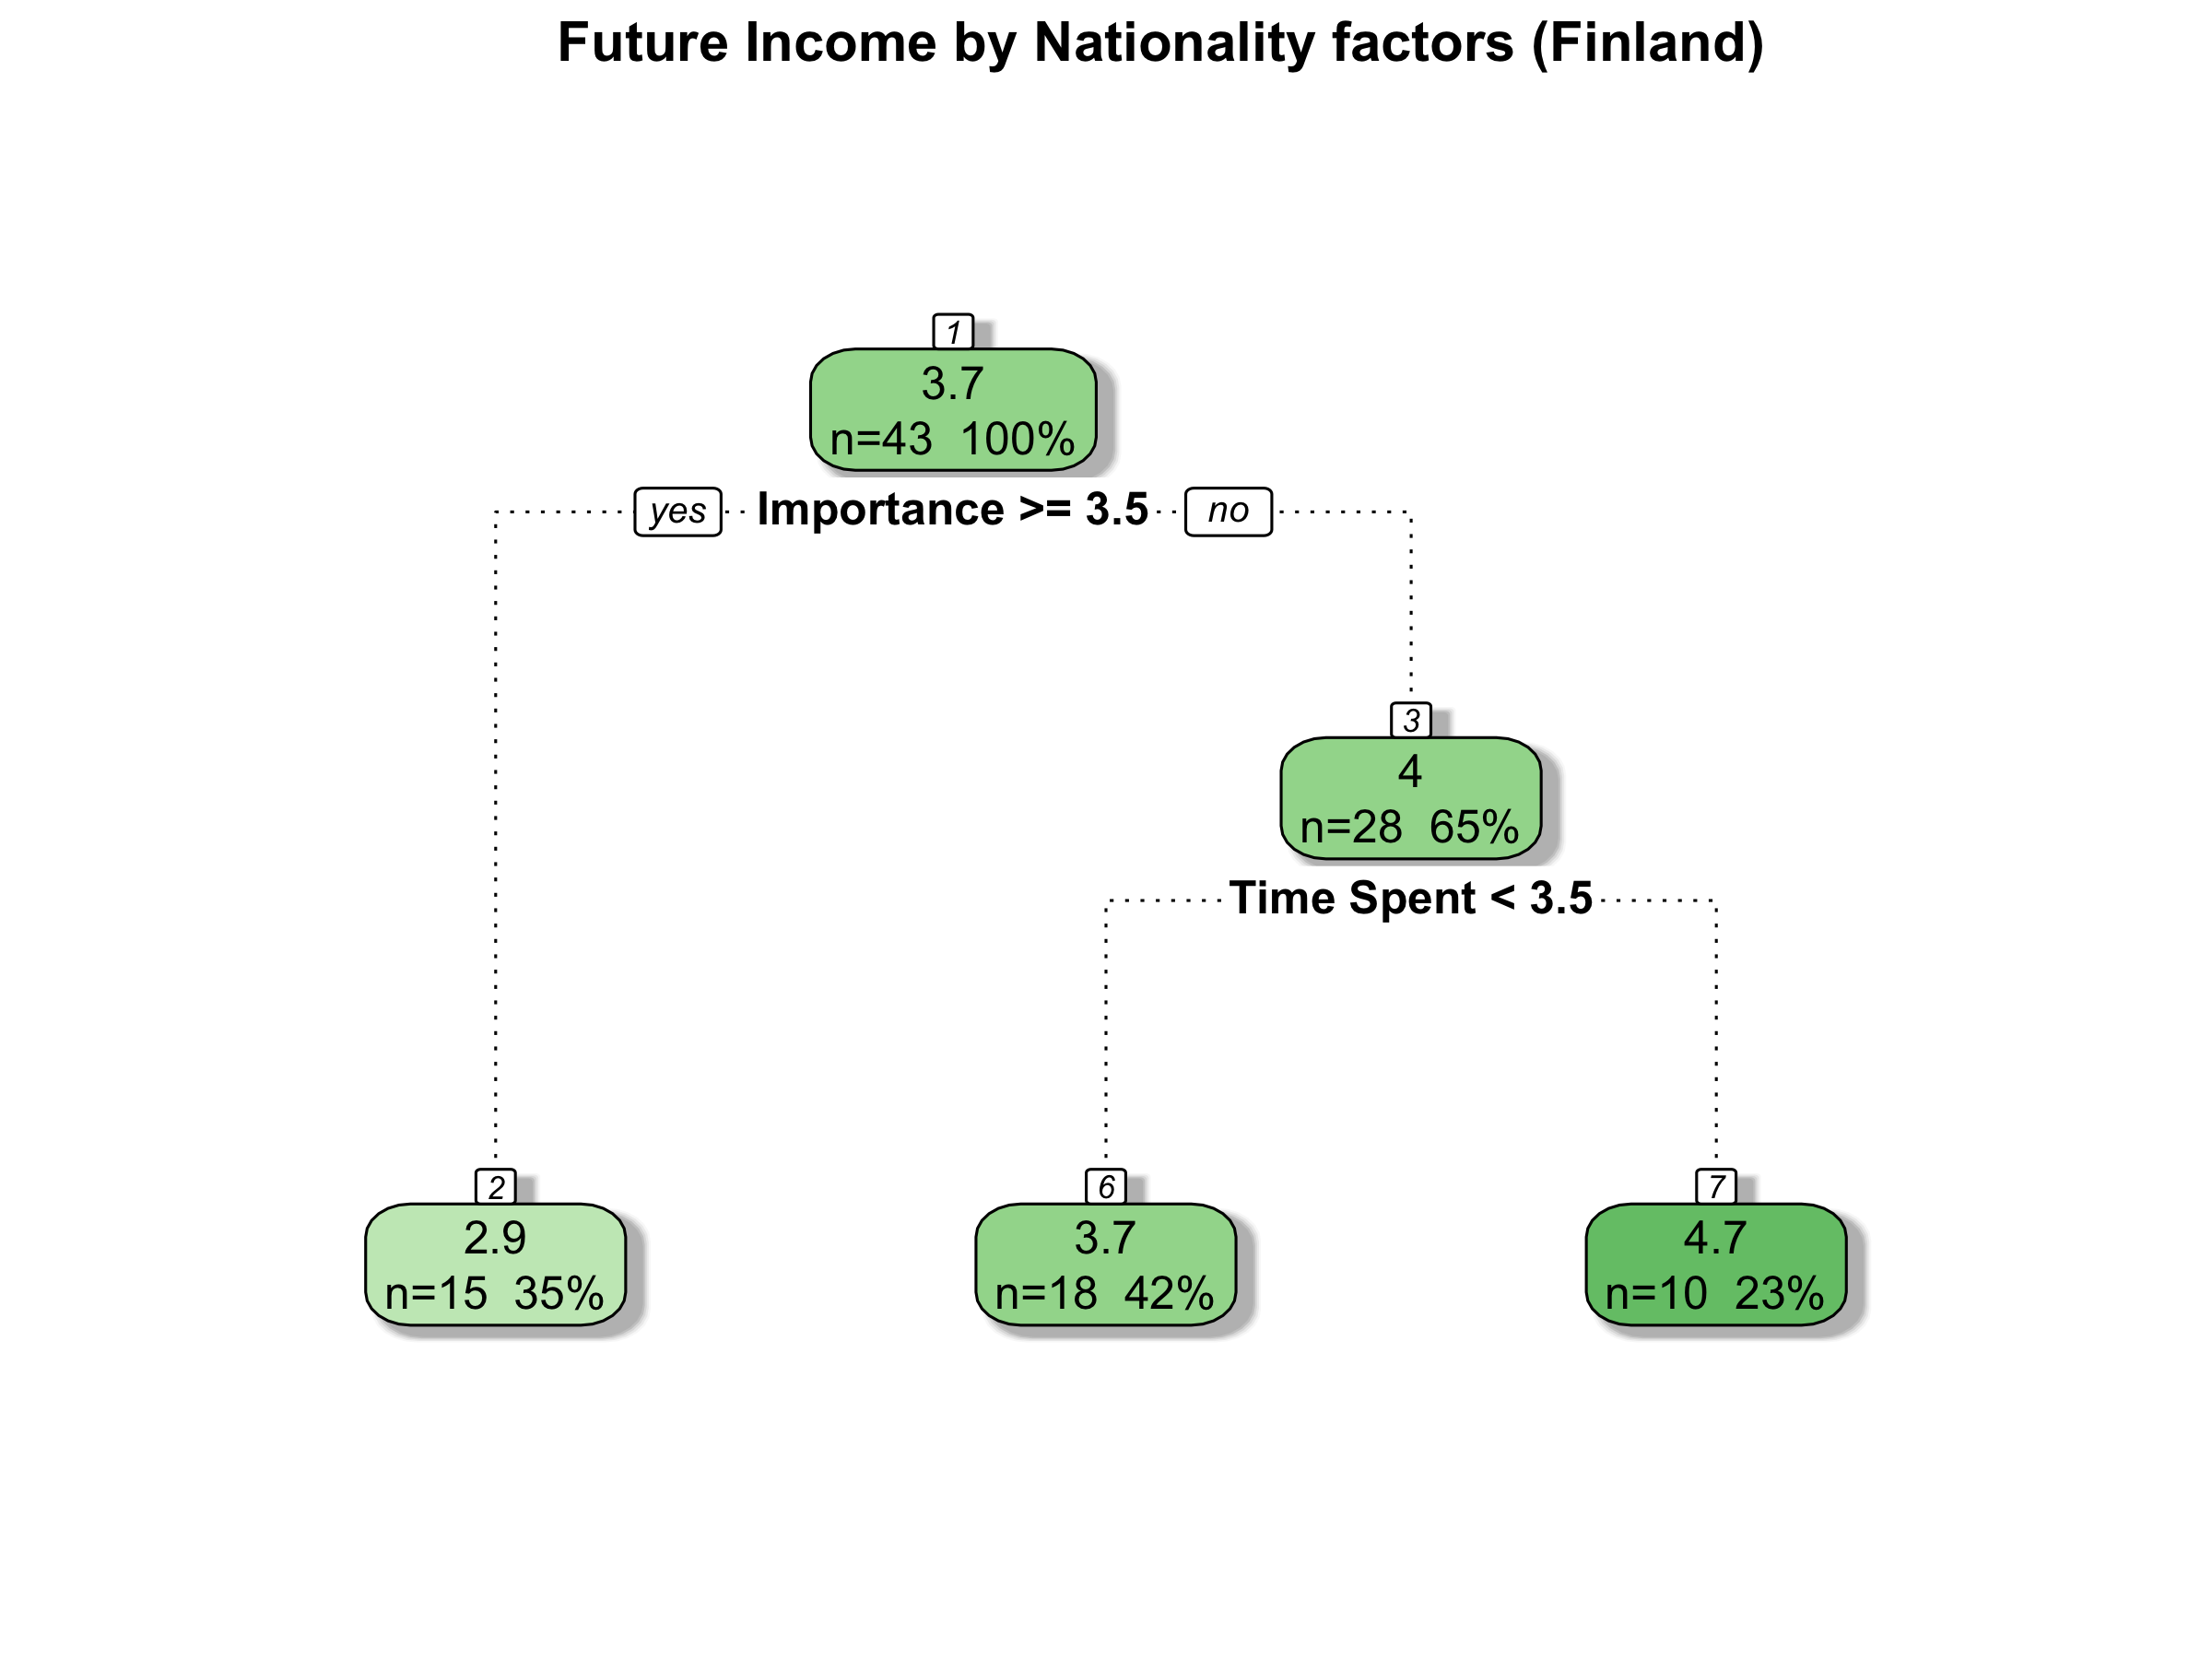 Future Income by Nationality factors (Finland)
1
3.7
n=43 100%
yes Importance >= 3.5 no
3
4
n=28 65%
Time Spent < 3.5
2
2.9
n=15 35%
6
3.7
n=18 42%
7
4.7
n=10 23%